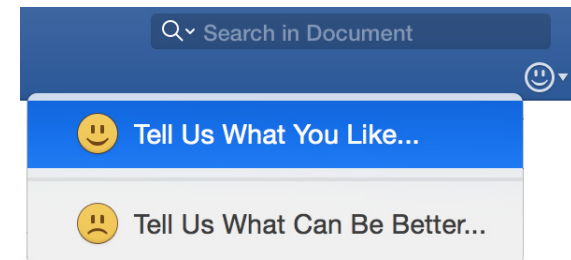 Search in Document
Tell Us What You Like...
Tell Us What Can Be Better...